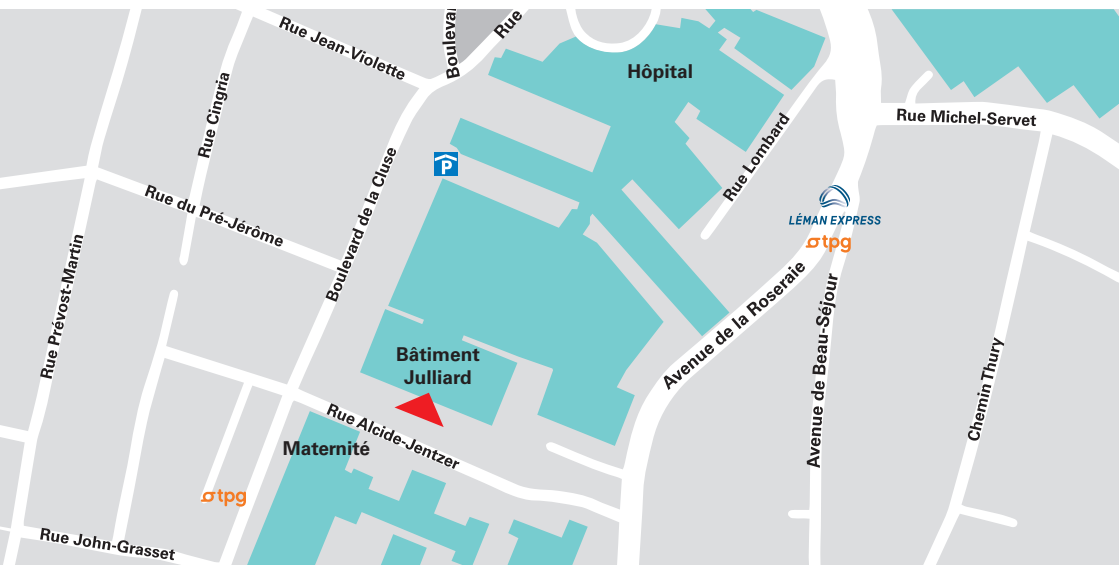 Rue Jean-Violette
Boulevar
Rue
Hôpital
Rue Cingria
Rue Michel-Servet
Rue Lombard
P
Boulevard de la Cluse
Rue du Pré-Jérôme
LÉMAN EXPRESS
tpg
Rue Prévost-Martin
Avenue de la Roseraie
Avenue de Beau-Séjour
Chemin Thury
Bâtiment
Julliard
Rue Alcide-Jentzer
Maternité
tpg
Rue John-Grasset